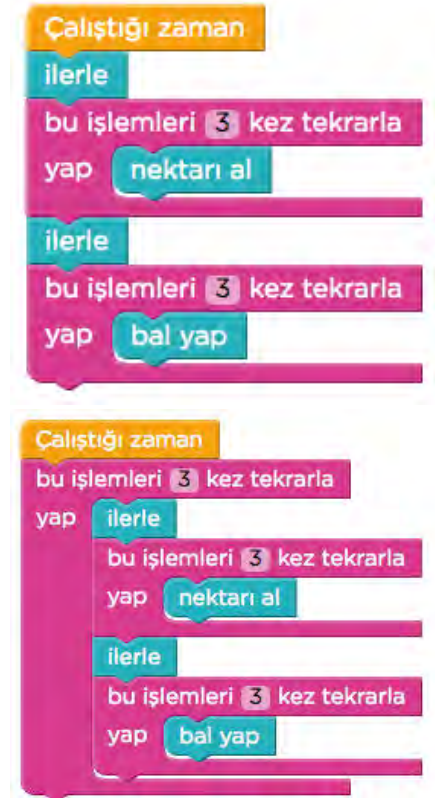 Çalıştığı zaman
ilerle
bu işlemleri 3 kez tekrarla
yap nektarı al
ilerle
bu işlemleri 3 kez tekrarla
yap bal yap
Çalıştığı zaman
bu işlemleri 3 kez tekrarla
yap ilerle
bu işlemleri 3 kez tekrarla
yap nektarı al
ilerle
bu işlemleri 3 kez tekrarla
yap bal yap